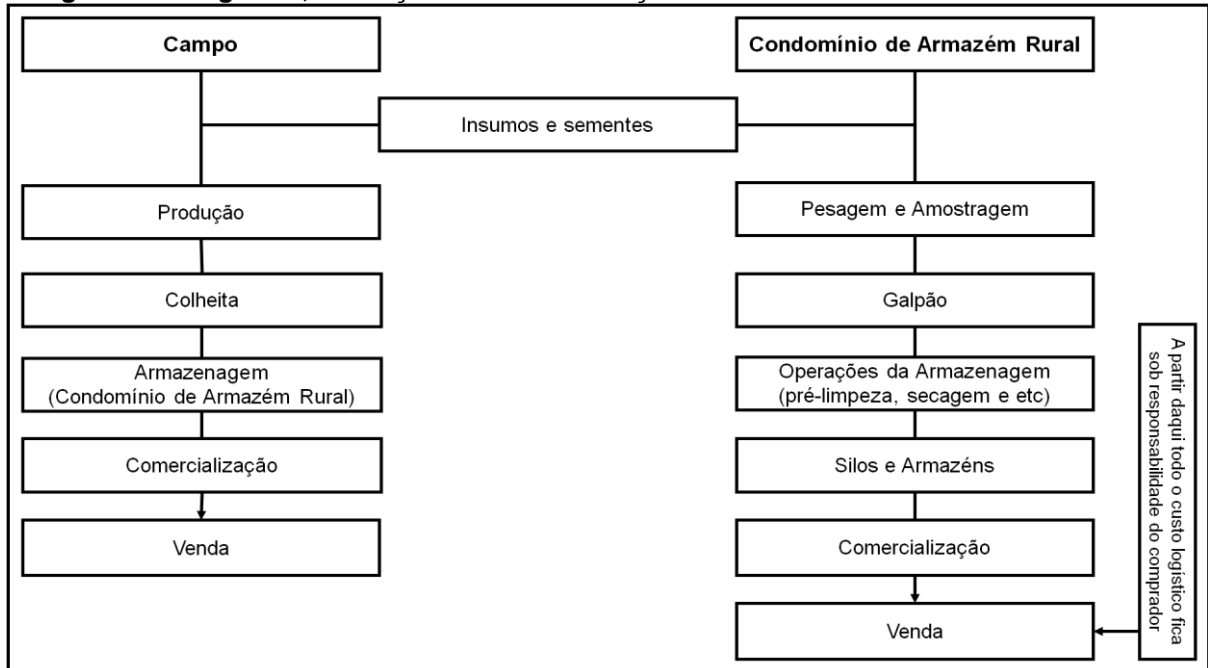 Campo
Condomínio de Armazém Rural
Insumos e sementes
Produção
Pesagem e Amostragem
Colheita
Galpão
Armazenagem
(Condomínio de Armazém Rural)
Operações da Armazenagem
(pré-limpeza, secagem e etc)
Comercialização
Silos e Armazéns
Venda
Comercialização
Venda
A partir daqui todo o custo logístico fica
sob responsabilidade do comprador